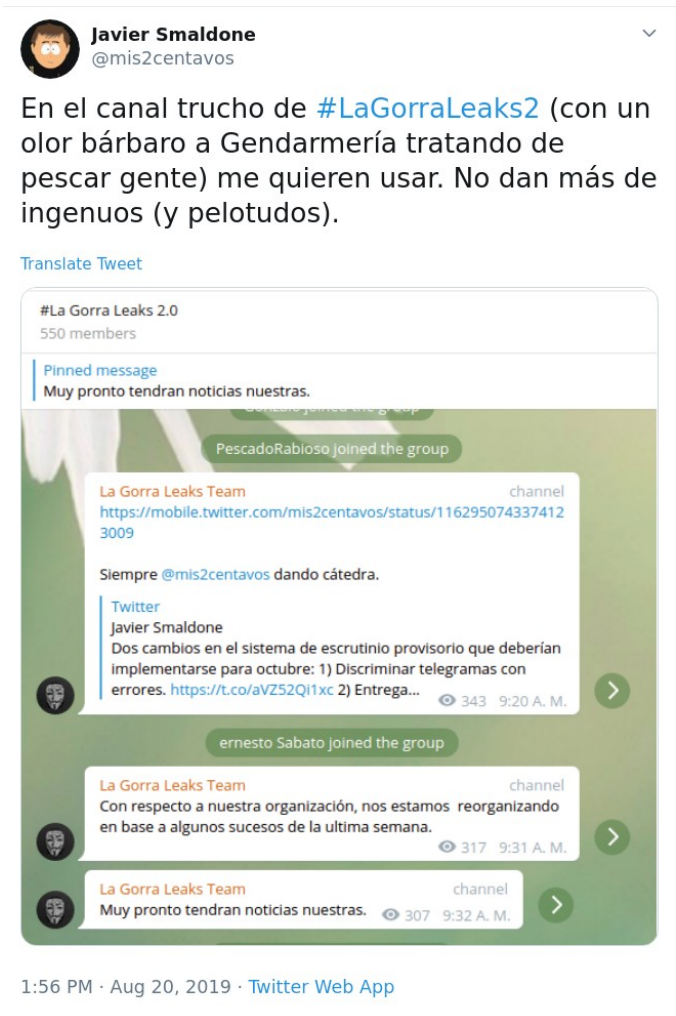 Javier Smaldone
@mis2centavos
En el canal trucho de #LaGorraLeaks2 (con un
olor bárbaro a Gendarmería tratando de
pescar gente) me quieren usar. No dan más de
ingenuos (y pelotudos).
Translate Tweet
#La Gorra Leaks 2.0
550 members
Pinned message
Muy pronto tendran noticias nuestras.
Gonzalo joined the group
PescadoRabioso joined the group
La Gorra Leaks Team channel
https://mobile.twitter.com/mis2centavos/status/116295074337412
3009
Siempre @mis2centavos dando cátedra.
Twitter
Javier Smaldone
Dos cambios en el sistema de escrutinio provisorio que deberían
implementarse para octubre: 1) Discriminar telegramas con
errores. https://t.co/aVZ52Qi1xc 2) Entrega...
343 9:20 A. M.
ernesto Sabato joined the group
La Gorra Leaks Team channel
Con respecto a nuestra organización, nos estamos reorganizando
en base a algunos sucesos de la ultima semana.
317 9:31 A. M.
La Gorra Leaks Team channel
Muy pronto tendran noticias nuestras. 307 9:32 A. M.
1:56 PM · Aug 20, 2019 · Twitter Web App